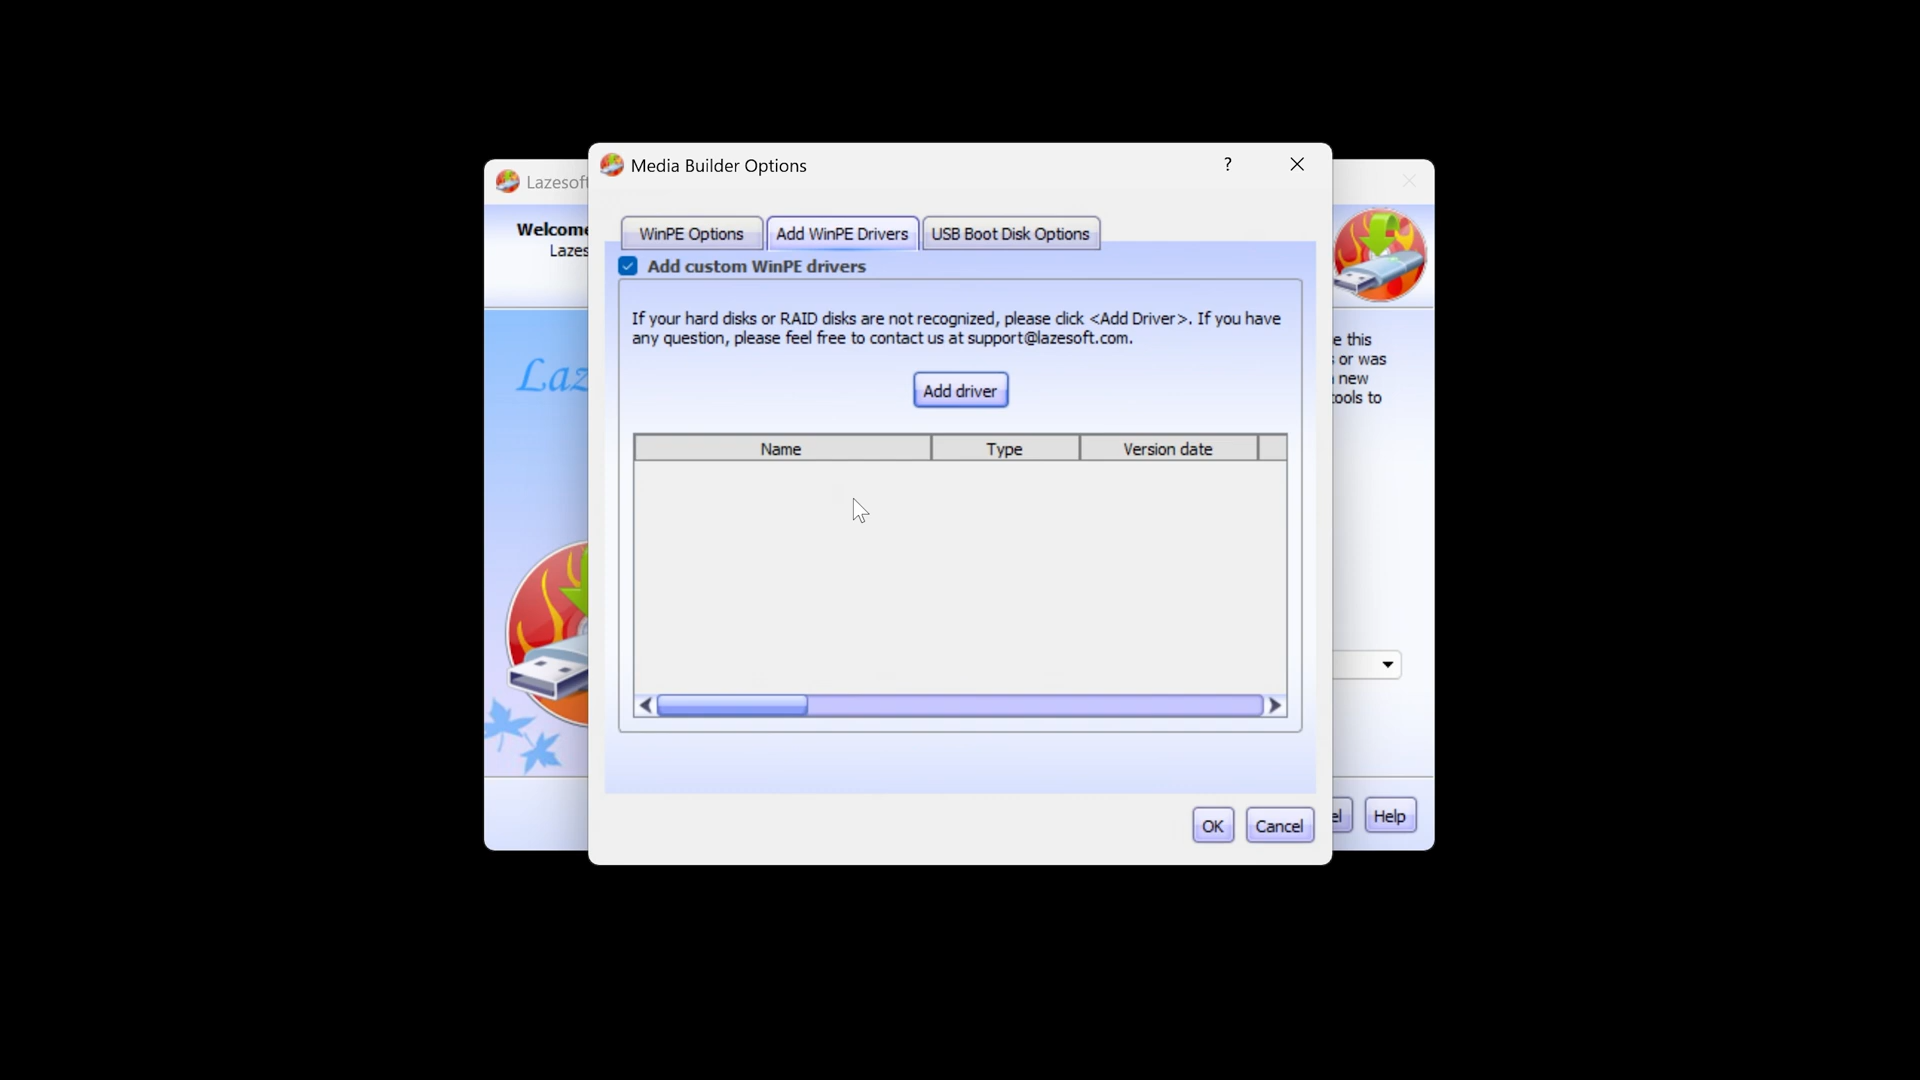 Media Builder Options
?
Lazesoft
Welcome
Lazes
WinPE Options
Add WinPE Drivers
USB Boot Disk Options
Add custom WinPE drivers
If your hard disks or RAID disks are not recognized, please click <Add Driver>. If you have
any question, please feel free to contact us at support@lazesoft.com.
Add driver
Name
Type
Version date
Laz
e this
s or was
new
tools to
OK
Cancel
el
Help